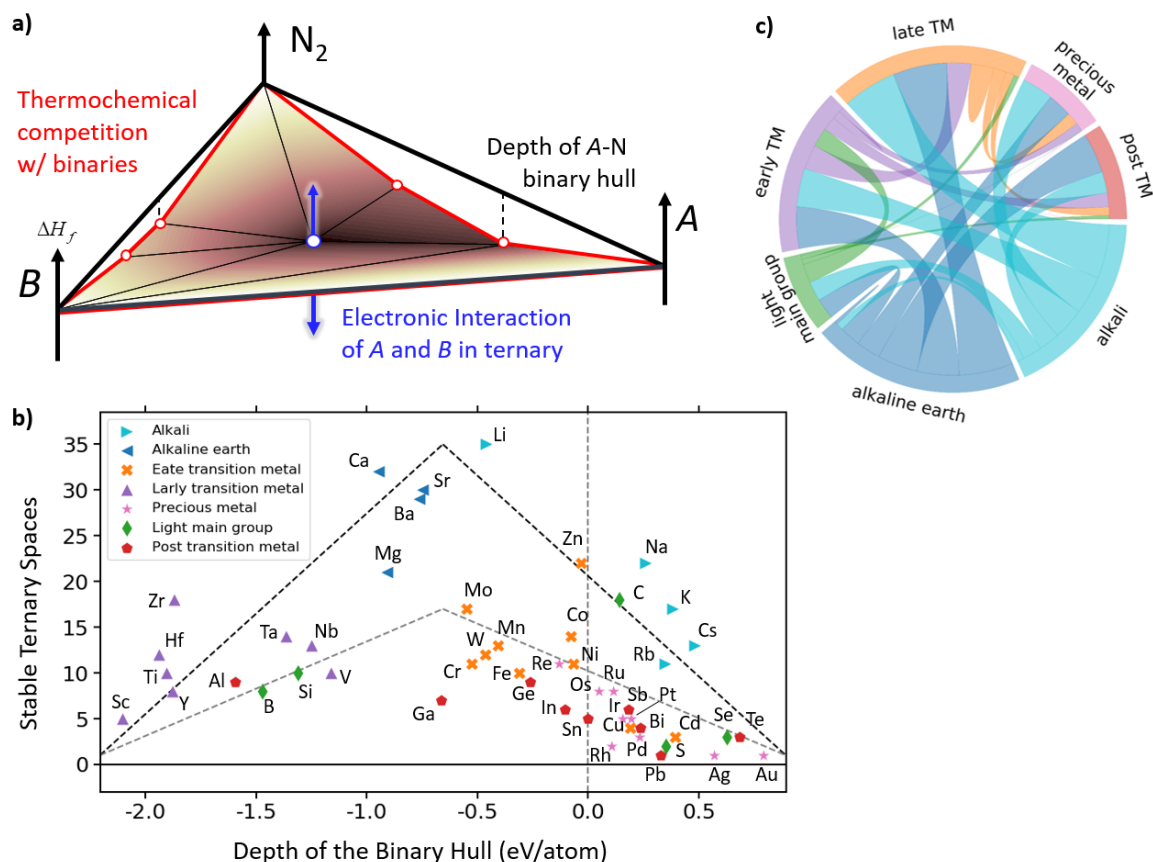 a)
N2
Thermochemical
competition
w/ binaries
Depth of A-N
binary hull
ΔHf
B
A
Electronic Interaction
of A and B in ternary
c)
late TM
precious
metal
post TM
alkali
alkaline earth
light
main group
early TM
b)
Stable Ternary Spaces
35
30
25
20
15
10
5
0
Alkali
Alkaline earth
Eate transition metal
Larly transition metal
Precious metal
Light main group
Post transition metal
Li
Ca
Sr
Ba
Mg
Zn
Na
C
K
Zr
Mo
Co
Cs
Hf
Ta
Nb
W
Mn
Rb
Ti
Al
Si
V
Cr
Fe
Re
Ni
Sc
Y
B
Ga
Ge
Os
Ru
In
Ir
Sb
Pt
Sn
Cu
Bi
Cd
Se
Te
Rh
Pd
S
Pb
Ag
Au
-2.0
-1.5
-1.0
-0.5
0.0
0.5
Depth of the Binary Hull (eV/atom)